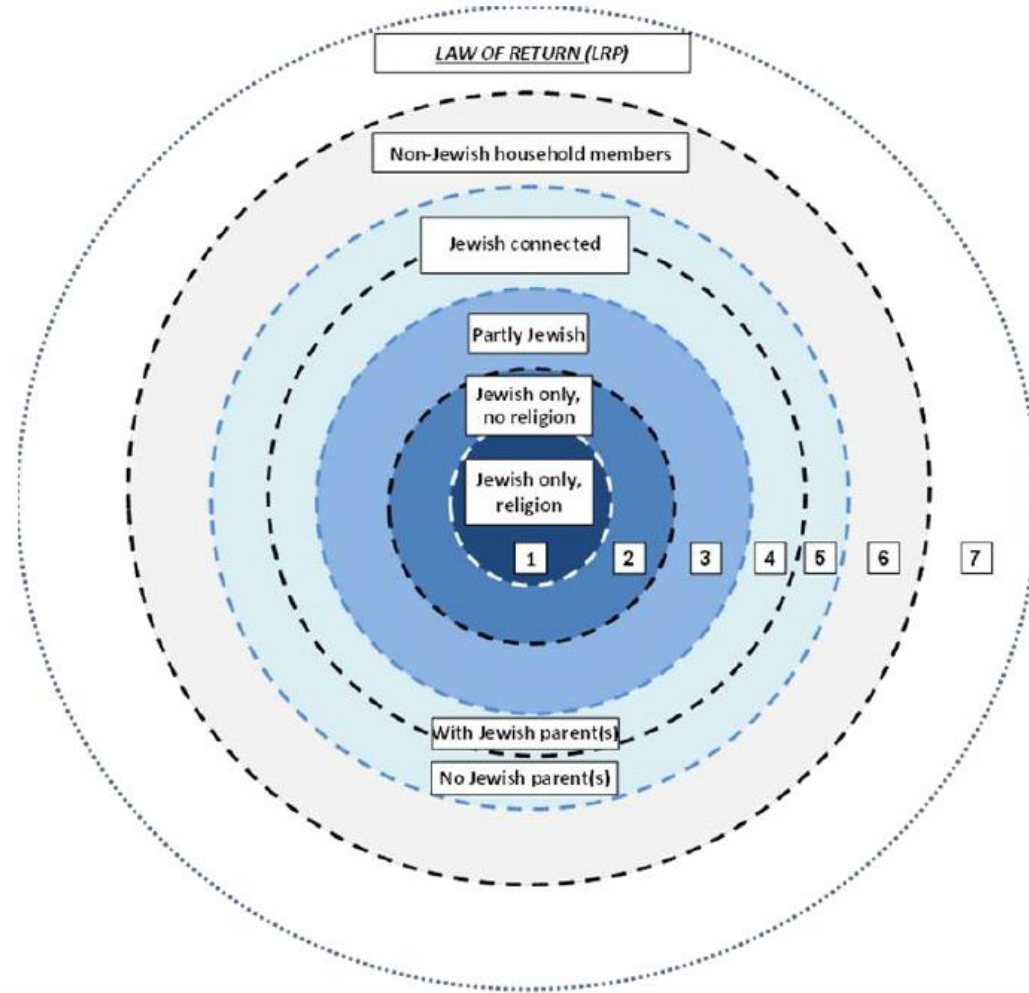 LAW OF RETURN (LRP)
Non-Jewish household members
Jewish connected
Partly Jewish
Jewish only,
no religion
Jewish only,
religion
1 2 3 4 5 6 7
With Jewish parent(s)
No Jewish parent(s)